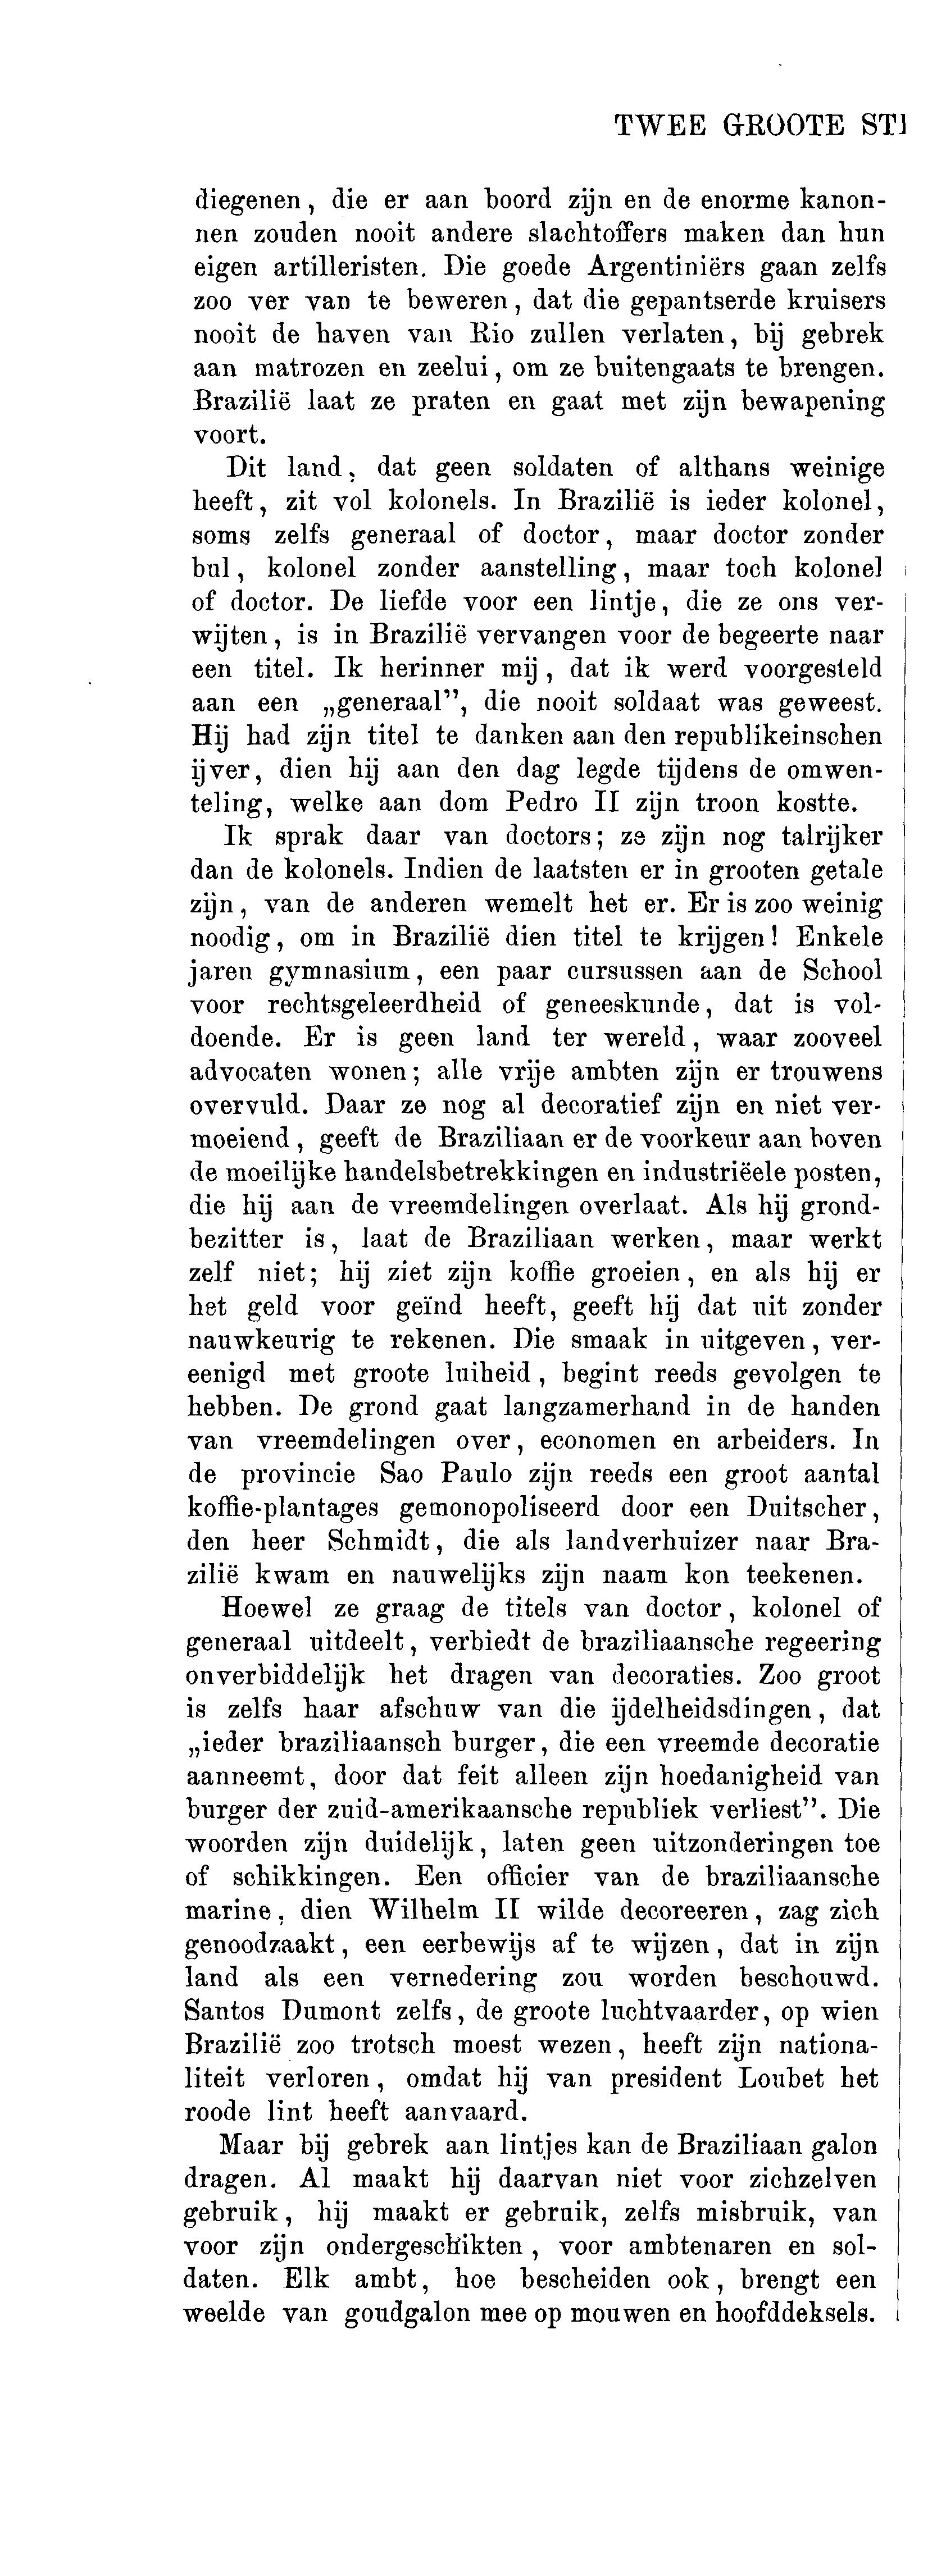 TWEE GROOTE
diegenen, die er aan boord zijn en de enorme kanon-
nen zouden nooit andere slachtoffers maken dan hun
eigen artilleristen. Die goede Argentiniërs gaan zelfs
zoo ver van te beweren, dat die gepantserde kruisers
nooit de haven van Rio zullen verlaten, bij gebrek
aan matrozen en zeelui, om ze buitengaats te brengen.
Brazilië laat ze praten en gaat met zijn bewapening
voort.
Dit land, dat geen soldaten of althans weinige
heeft, zit vol kolonels. In Brazilië is ieder kolonel,
soms zelfs generaal of doctor, maar doctor zonder
bul, kolonel zonder aanstelling, maar toch kolonel
of doctor. De liefde voor een lintje, die ze ons ver-
wijten, is in Brazilië vervangen voor de begeerte naar
een titel. Ik herinner mij, dat ik werd voorgesteld
aan een „generaal”, die nooit soldaat was geweest.
Hij had zijn titel te danken aan den republikeinschen
ijver, dien hij aan den dag legde tijdens de omwen-
teling, welke aan dom Pedro II zijn troon kostte.
Ik sprak daar van doctors; ze zijn nog talrijker
dan de kolonels. Indien de laatsten er in grooten getale
zijn, van de anderen wemelt het er. Er is zoo weinig
noodig, om in Brazilië dien titel te krijgen! Enkele
jaren gymnasium, een paar cursussen aan de School
voor rechtsgeleerdheid of geneeskunde, dat is vol-
doende. Er is geen land ter wereld, waar zooveel
advocaten wonen; alle vrije ambten zijn er trouwens
overvuld. Daar ze nog al decoratief zijn en niet ver-
moeiend, geeft de Braziliaan er de voorkeur aan boven
de moeilijke handelsbetrekkingen en industriëele posten,
die hij aan de vreemdelingen overlaat. Als hij grond-
bezitter is, laat de Braziliaan werken, maar werkt
zelf niet; hij ziet zijn koffie groeien, en als hij er
het geld voor geïnd heeft, geeft hij dat uit zonder
nauwkeurig te rekenen. Die smaak in uitgeven, ver-
eenigd met groote luiheid, begint reeds gevolgen te
hebben. De grond gaat langzamerhand in de handen
van vreemdelingen over, economen en arbeiders. In
de provincie Sao Paulo zijn reeds een groot aantal
koffie-plantages gemonopoliseerd door een Duitscher,
den heer Schmidt, die als landverhuizer naar Bra-
zilië kwam en nauwelijks zijn naam kon teekenen.
Hoewel ze graag de titels van doctor, kolonel of
generaal uitdeelt, verbiedt de braziliaansche regeering
onverbiddelijk het dragen van decoraties. Zoo groot
is zelfs haar afschuw van die ijdelheidsdingen, dat
„ieder braziliaansch burger, die een vreemde decoratie
aanneemt, door dat feit alleen zijn hoedanigheid van
burger der zuid-amerikaansche republiek verliest”. Die
woorden zijn duidelijk, laten geen uitzonderingen toe
of schikkingen. Een officier van de braziliaansche
marine, dien Wilhelm II wilde decoreeren, zag zich
genoodzaakt, een eerbewijs af te wijzen, dat in zijn
land als een vernedering zou worden beschouwd.
Santos Dumont zelfs, de groote luchtvaarder, op wien
Brazilië zoo trotsch moest wezen, heeft zijn nationa-
liteit verloren, omdat hij van president Loubet het
roode lint heeft aanvaard.
Maar bij gebrek aan lintjes kan de Braziliaan galon
dragen. Al maakt hij daarvan niet voor zichzelven
gebruik, hij maakt er gebruik, zelfs misbruik, van
voor zijn ondergeschikten, voor ambtenaren en sol-
daten. Elk ambt, hoe bescheiden ook, brengt een
weelde van goudgalon mee op mouwen en hoofddeksels.